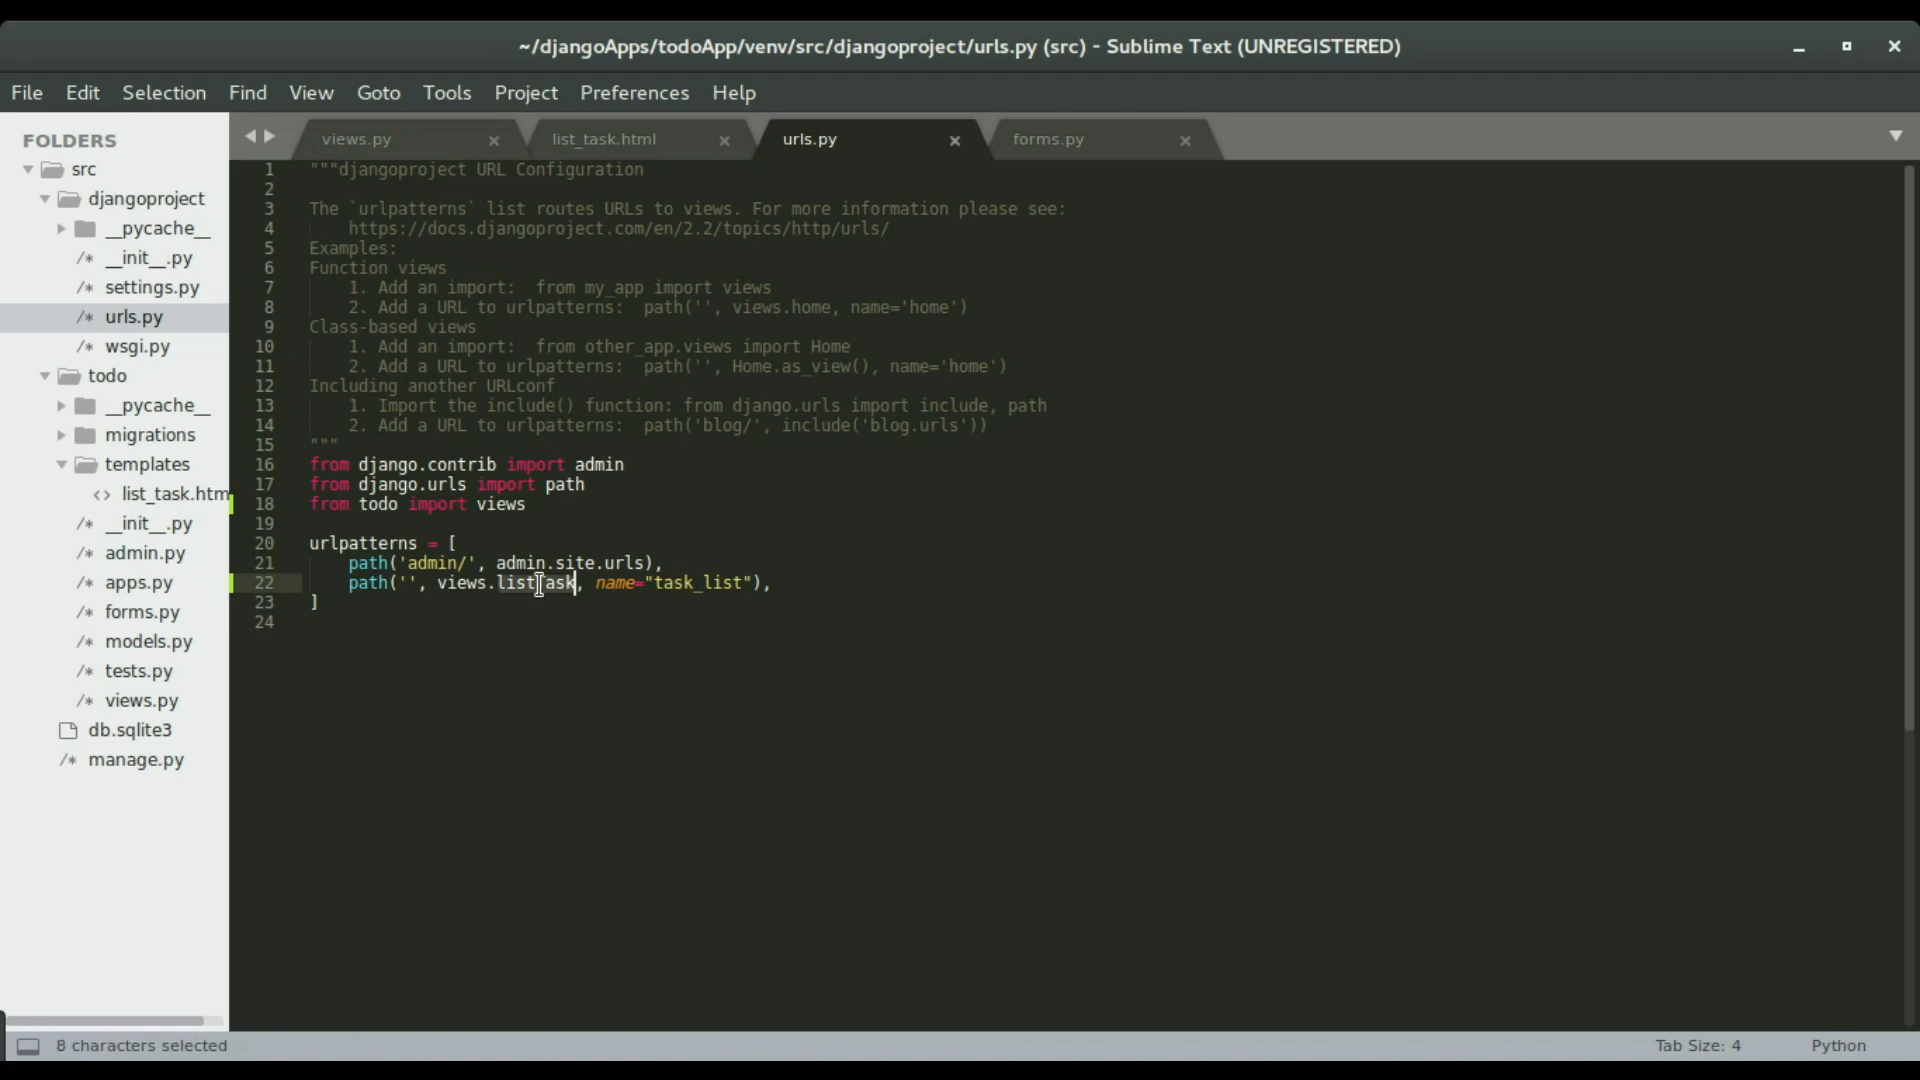 ~/djangoApps/todoApp/venv/src/djangoproject/urls.py (src) - Sublime Text (UNREGISTERED)
File Edit Selection Find View Goto Tools Project Preferences Help
FOLDERS
src
djangoproject
__pycache__
/* __init__.py
/* settings.py
/* urls.py
/* wsgi.py
todo
__pycache__
migrations
templates
<> list_task.htm
/* __init__.py
/* admin.py
/* apps.py
/* forms.py
/* models.py
/* tests.py
/* views.py
db.sqlite3
/* manage.py
views.py × list_task.html × urls.py × forms.py ×
1 """djangoproject URL Configuration
2
3 The `urlpatterns` list routes URLs to views. For more information please see:
4     https://docs.djangoproject.com/en/2.2/topics/http/urls/
5 Examples:
6 Function views
7     1. Add an import:  from my_app import views
8     2. Add a URL to urlpatterns:  path('', views.home, name='home')
9 Class-based views
10     1. Add an import:  from other_app.views import Home
11     2. Add a URL to urlpatterns:  path('', Home.as_view(), name='home')
12 Including another URLconf
13     1. Import the include() function: from django.urls import include, path
14     2. Add a URL to urlpatterns:  path('blog/', include('blog.urls'))
15 """
16 from django.contrib import admin
17 from django.urls import path
18 from todo import views
19
20 urlpatterns = [
21     path('admin/', admin.site.urls),
22     path('', views., name="task_list"),
23 ]
24
8 characters selected
Tab Size: 4
Python